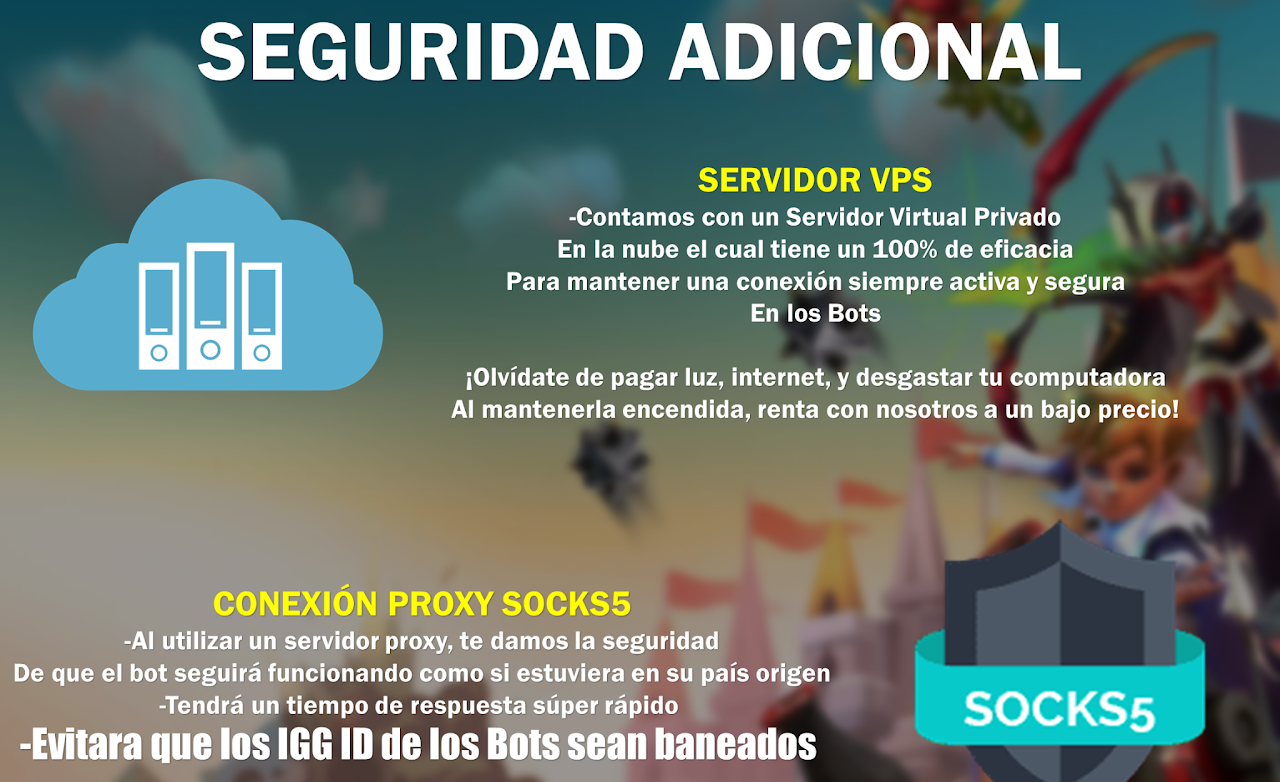 SEGURIDAD ADICIONAL
SERVIDOR VPS
-Contamos con un Servidor Virtual Privado
En la nube el cual tiene un 100% de eficacia
Para mantener una conexión siempre activa y segura
En los Bots
¡Olvídate de pagar luz, internet, y desgastar tu computadora
Al mantenerla encendida, renta con nosotros a un bajo precio!
CONEXIÓN PROXY SOCKS5
-Al utilizar un servidor proxy, te damos la seguridad
De que el bot seguirá funcionando como si estuviera en su país origen
-Tendrá un tiempo de respuesta súper rápido
-Evitara que los IGG ID de los Bots sean baneados
SOCKS5